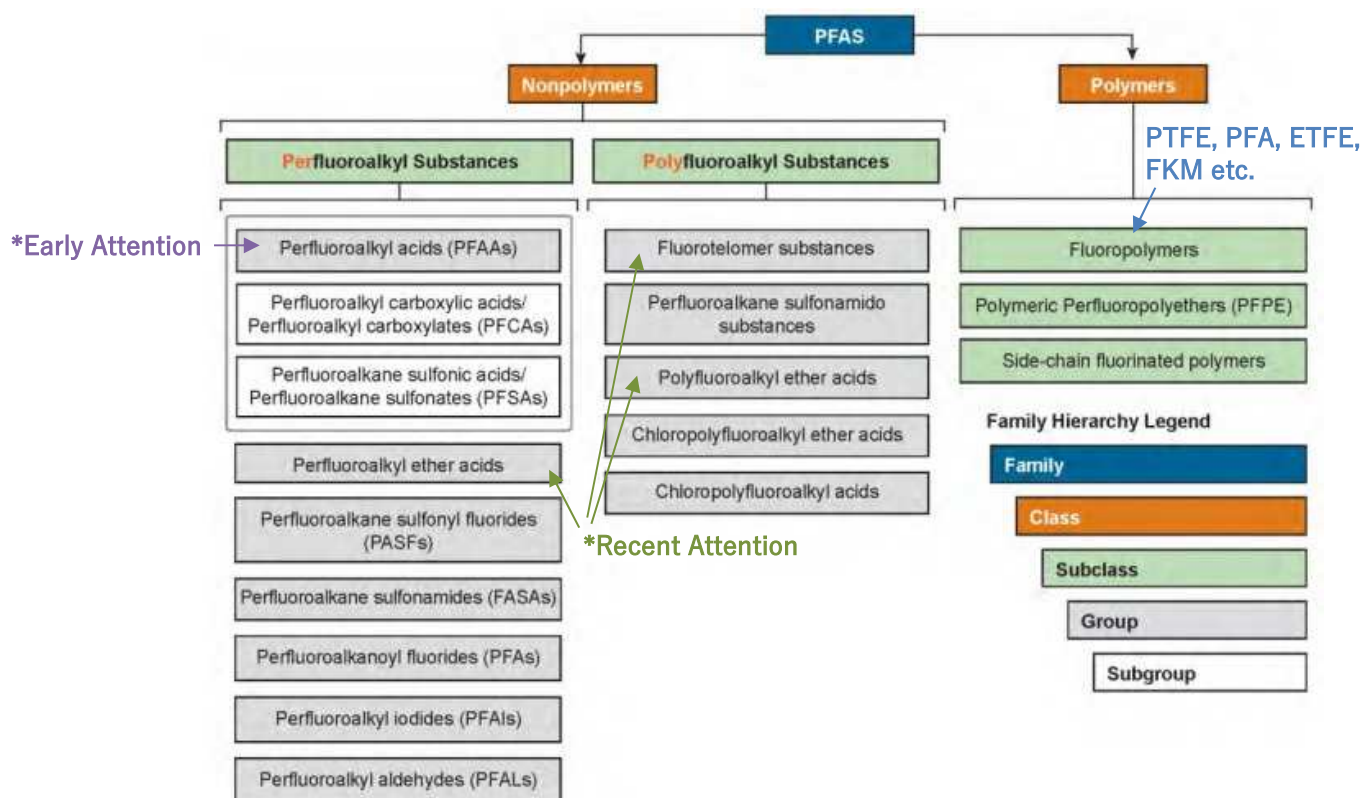 PFAS
Nonpolymers
Polymers
PTFE, PFA, ETFE,
FKM etc.
Perfluoroalkyl Substances
Polyfluoroalkyl Substances
*Early Attention
Perfluoroalkyl acids (PFAAs)
Perfluoroalkyl carboxylic acids/
Perfluoroalkyl carboxylates (PFCAs)
Perfluoroalkane sulfonic acids/
Perfluoroalkane sulfonates (PFSAs)
Perfluoroalkyl ether acids
Perfluoroalkane sulfonyl fluorides
(PASFs)
Perfluoroalkane sulfonamides (FASAs)
Perfluoroalkanoyl fluorides (PFAs)
Perfluoroalkyl iodides (PFAIs)
Perfluoroalkyl aldehydes (PFALs)
Fluorotelomer substances
Perfluoroalkane sulfonamido
substances
Polyfluoroalkyl ether acids
Chloropolyfluoroalkyl ether acids
Chloropolyfluoroalkyl acids
*Recent Attention
Fluoropolymers
Polymeric Perfluoropolyethers (PFPE)
Side-chain fluorinated polymers
Family Hierarchy Legend
Family
Class
Subclass
Group
Subgroup